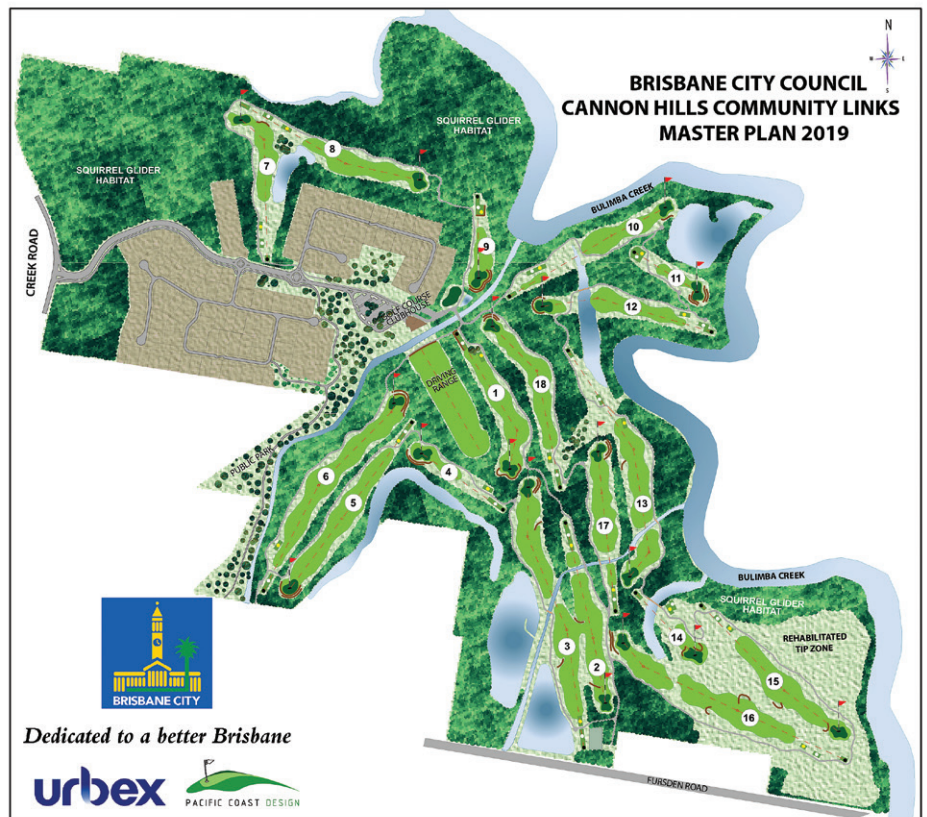 N
W
E
S
BRISBANE CITY COUNCIL
CANNON HILLS COMMUNITY LINKS
MASTER PLAN 2019
SQUIRREL GLIDER
HABITAT
8
7
SQUIRREL GLIDER
HABITAT
BULIMBA CREEK
10
9
11
12
CREEK ROAD
GOLF COURSE
CLUBHOUSE
DRIVING
RANGE
1
18
PUBLIC PARK
6
5
4
17
13
BULIMBA CREEK
SQUIRREL GLIDER
HABITAT
REHABILITATED
TIP ZONE
14
15
3
2
16
FURSDEN ROAD
BRISBANE CITY
Dedicated to a better Brisbane
urbex
PACIFIC COAST DESIGN